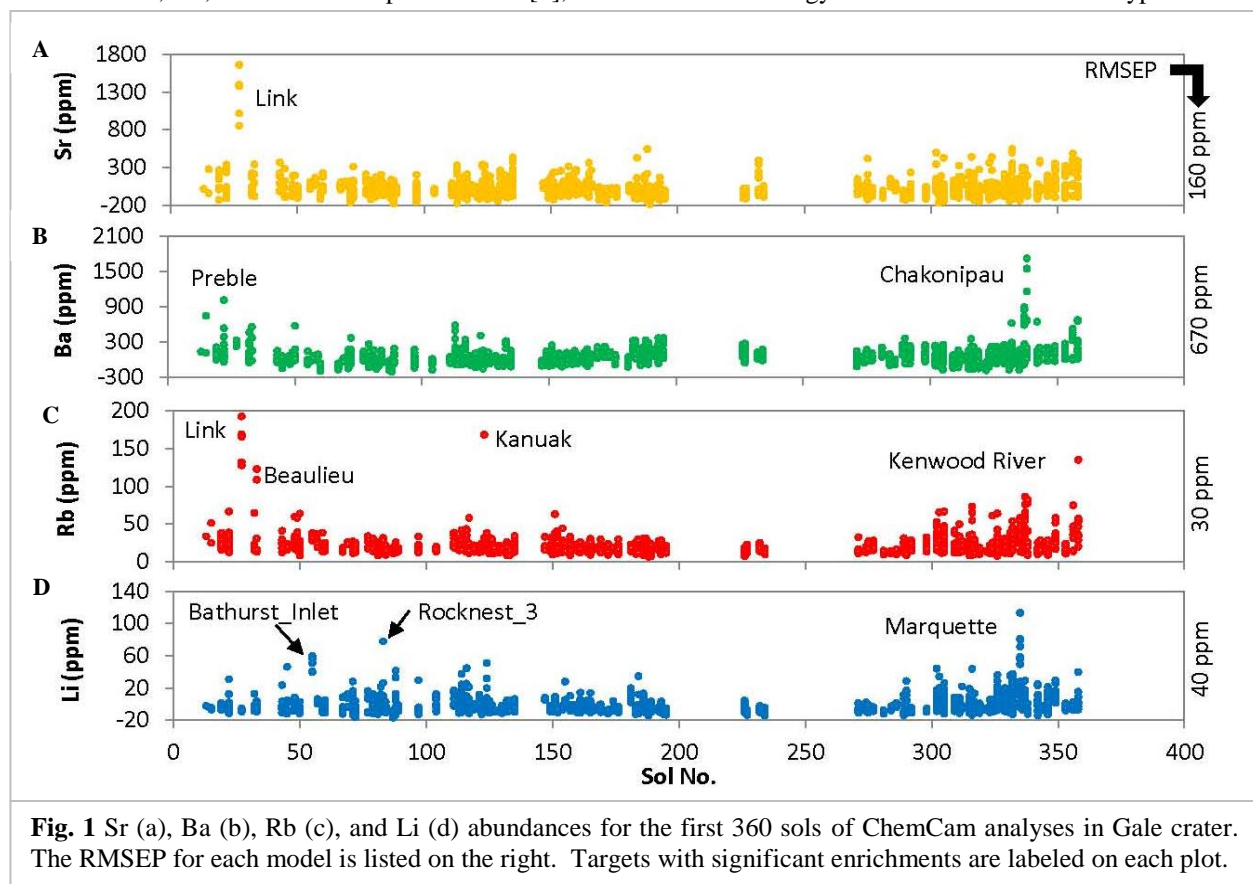 A
Sr (ppm)
1800
1300
800
300
-200
Link
RMSEP
160 ppm
B
Ba (ppm)
2100
1500
900
300
-300
Preble
Chakonipau
670 ppm
C
Rb (ppm)
200
150
100
50
0
Link
Beaulieu
Kanuak
Kenwood River
30 ppm
D
Li (ppm)
140
100
60
20
-20
Bathurst_Inlet
Rocknest_3
Marquette
40 ppm
0 50 100 150 200 250 300 350 400
Sol No.
Fig. 1 Sr (a), Ba (b), Rb (c), and Li (d) abundances for the first 360 sols of ChemCam analyses in Gale crater.
The RMSEP for each model is listed on the right. Targets with significant enrichments are labeled on each plot.